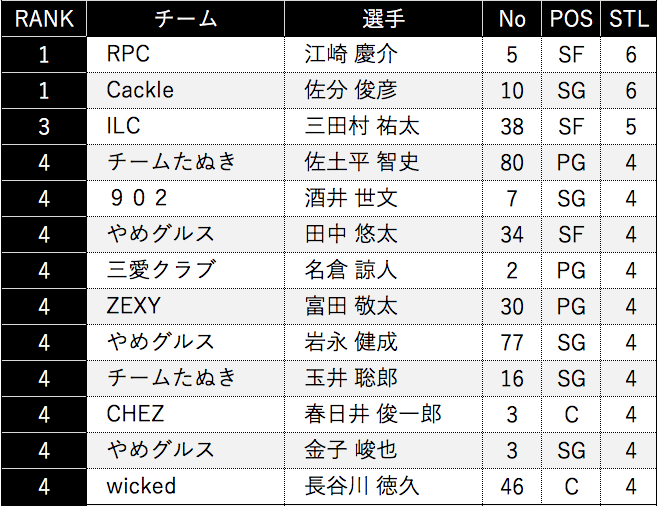 RANK チーム 選手 No POS STL
1 RPC 江崎 慶介 5 SF 6
1 Cackle 佐分 俊彦 10 SG 6
3 ILC 三田村 祐太 38 SF 5
4 チームたぬき 佐土平 智史 80 PG 4
4 ９０２ 酒井 世文 7 SG 4
4 やめグルス 田中 悠太 34 SF 4
4 三愛クラブ 名倉 諒人 2 PG 4
4 ZEXY 富田 敬太 30 PG 4
4 やめグルス 岩永 健成 77 SG 4
4 チームたぬき 玉井 聡郎 16 SG 4
4 CHEZ 春日井 俊一郎 3 C 4
4 やめグルス 金子 峻也 3 SG 4
4 wicked 長谷川 徳久 46 C 4